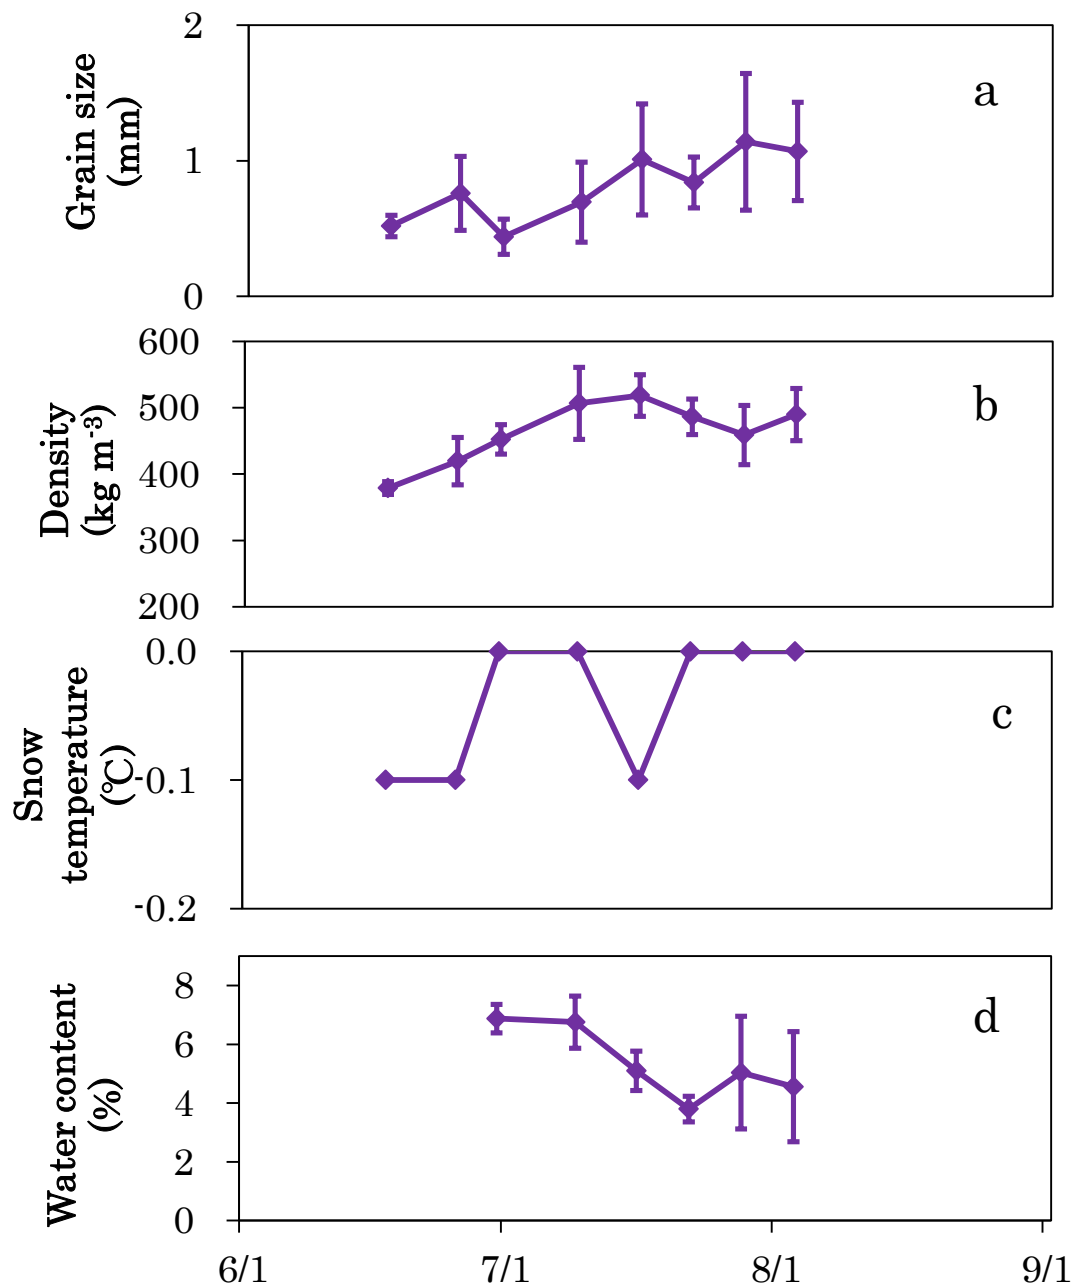 2
1
0
Grain size
(mm)
a
600
500
400
300
200
Density
(kg m-3)
b
0.0
-0.1
-0.2
Snow
temperature
(℃)
c
8
6
4
2
0
Water content
(%)
d
6/1
7/1
8/1
9/1